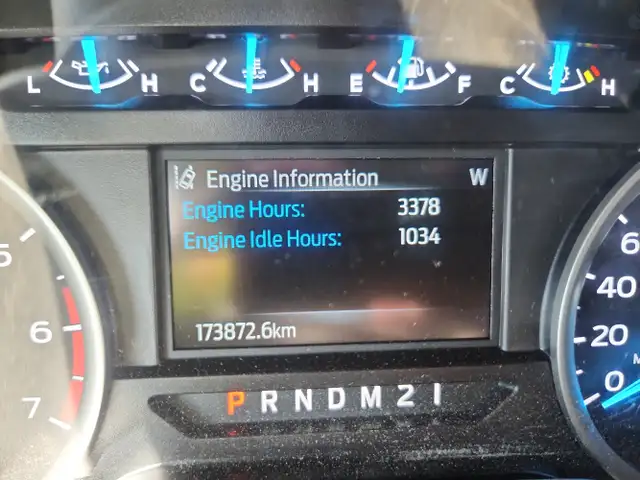 L H C H E F C H
Engine Information W
Engine Hours: 3378
Engine Idle Hours: 1034
173872.6km
5
6
7
6
40
20
0
M
P R N D M 2 1